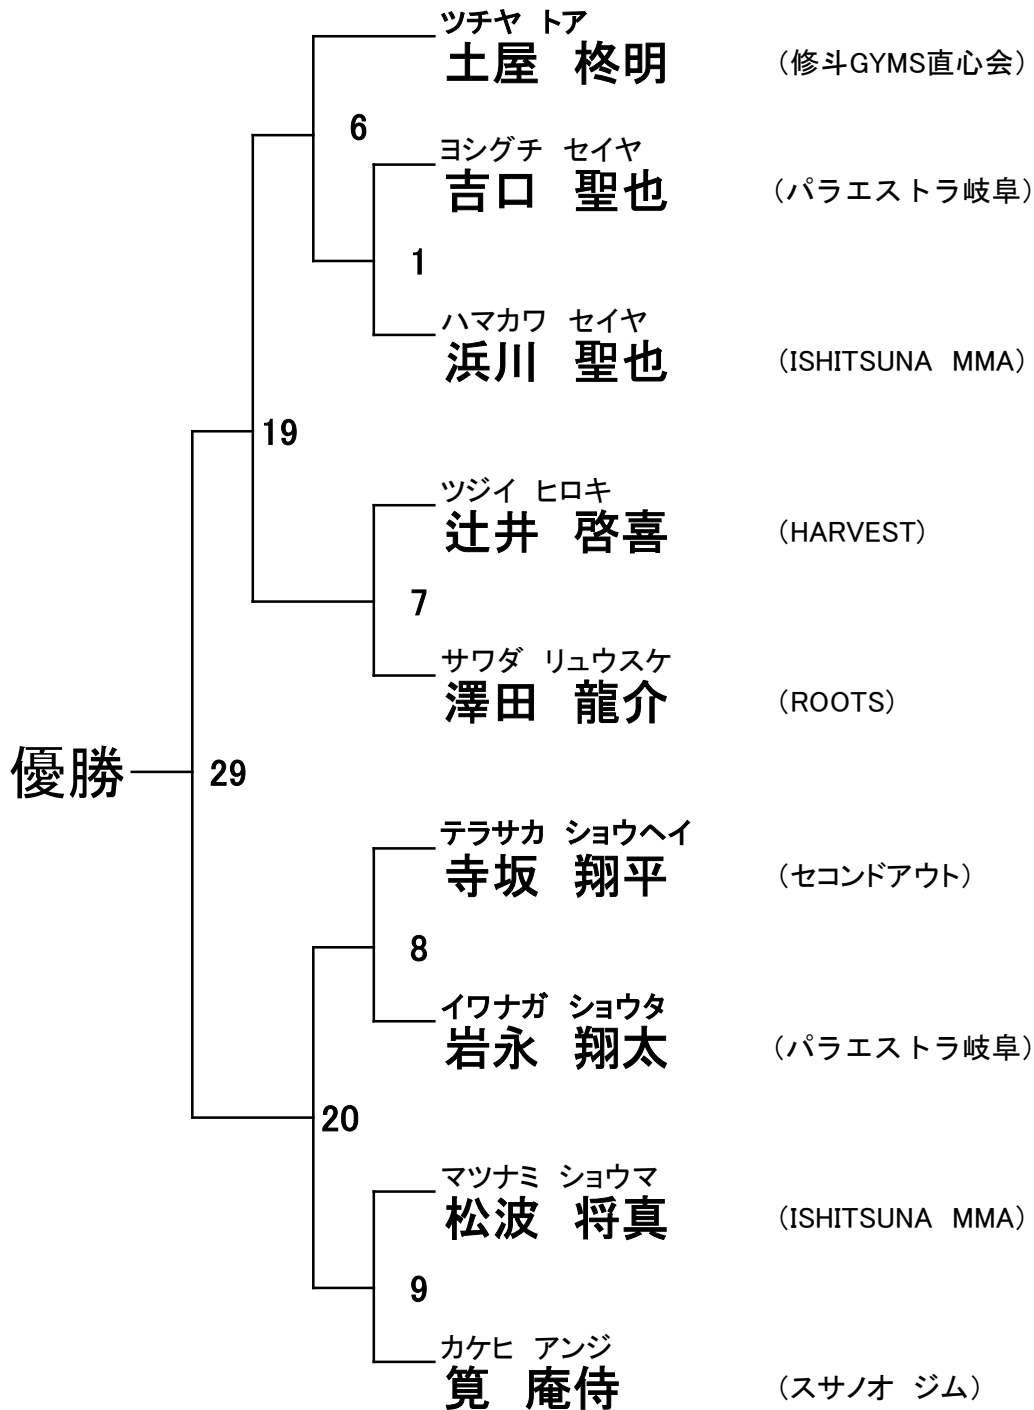 ツチヤ トア
土屋 柊明 （修斗GYMS直心会）
6
ヨシグチ セイヤ
吉口 聖也 （パラエストラ岐阜）
1
ハマカワ セイヤ
浜川 聖也 （ISHITSUNA MMA）
19
ツジイ ヒロキ
辻井 啓喜 （HARVEST）
7
サワダ リュウスケ
澤田 龍介 （ROOTS）
優勝 29
テラサカ ショウヘイ
寺坂 翔平 （セコンドアウト）
8
イワナガ ショウタ
岩永 翔太 （パラエストラ岐阜）
20
マツナミ ショウマ
松波 将真 （ISHITSUNA MMA）
9
カケヒ アンジ
筧 庵侍 （スサノオ ジム）